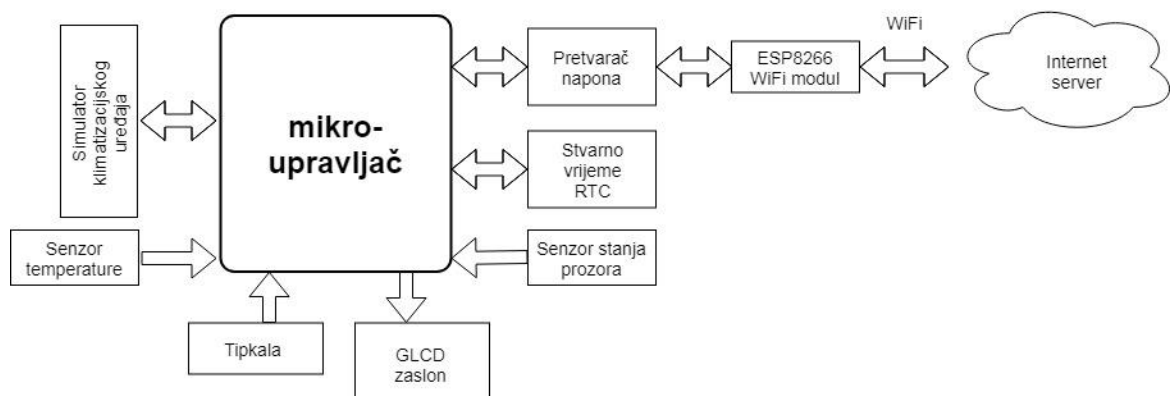 Simulator
klimatizacijskog
uređaja
mikro-
upravljač
Pretvarač
napona
ESP8266
WiFi modul
WiFi
Internet
server
Stvarno
vrijeme
RTC
Senzor
temperature
Senzor stanja
prozora
Tipkala
GLCD
zaslon